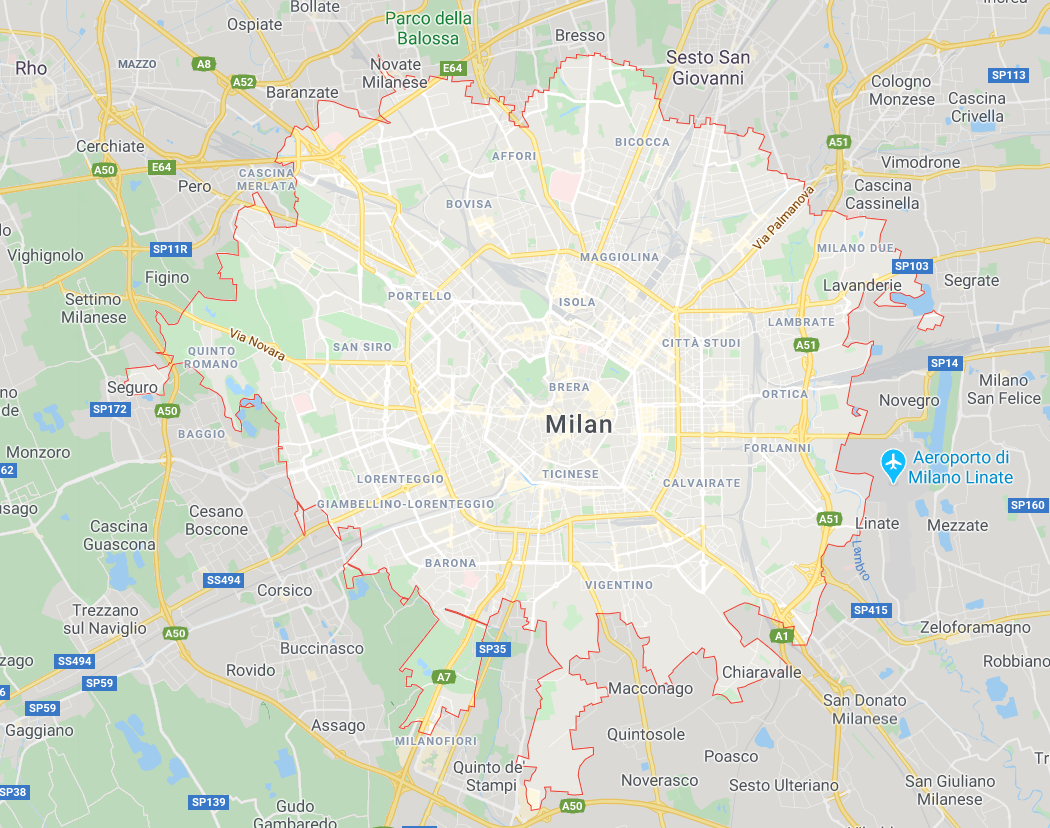 Bollate
Increa
Ospiate
Parco della
Balossa
Bresso
Sesto San
Giovanni
Rho
MAZZO
A8
Novate
Milanese
E64
SP113
A52
Baranzate
Cologno
Monzese
Cascina
Crivella
Cerchiate
AFFORI
BICOCCA
A51
E64
A50
Vimodrone
CASCINA
MERLATA
Pero
Cascina
Cassinella
BOVISA
Via Palmanova
Vighignolo
SP11R
MAGGIOLINA
MILANO DUE
SP103
Figino
Lavanderie
Segrate
Settimo
Milanese
PORTELLO
ISOLA
LAMBRATE
Via Novara
SAN SIRO
CITTÀ STUDI
A51
QUINTO
ROMANO
SP14
Seguro
BRERA
Milano
San Felice
ORTICA
Novegro
SP172
A50
Milan
BAGGIO
Monzoro
FORLANINI
Aeroporto di
Milano Linate
62
TICINESE
LORENTEGGIO
CALVAIRATE
GIAMBELLINO-LORENTEGGIO
SP160
Cesano
Boscone
A51
Linate
Mezzate
Cascina
Guascona
Lambro
BARONA
SS494
Corsico
VIGENTINO
Trezzano
sul Naviglio
SP415
A50
A1
Zeloforamagno
Buccinasco
SP35
SS494
Robbiano
Rovido
A7
Chiaravalle
SP59
Macconago
SP59
San Donato
Milanese
Gaggiano
Assago
Quintosole
MILANOFIORI
Poasco
Quinto de'
Stampi
Noverasco
Sesto Ulteriano
San Giuliano
Milanese
SP38
SP139
Gudo
Gambaredo
A50